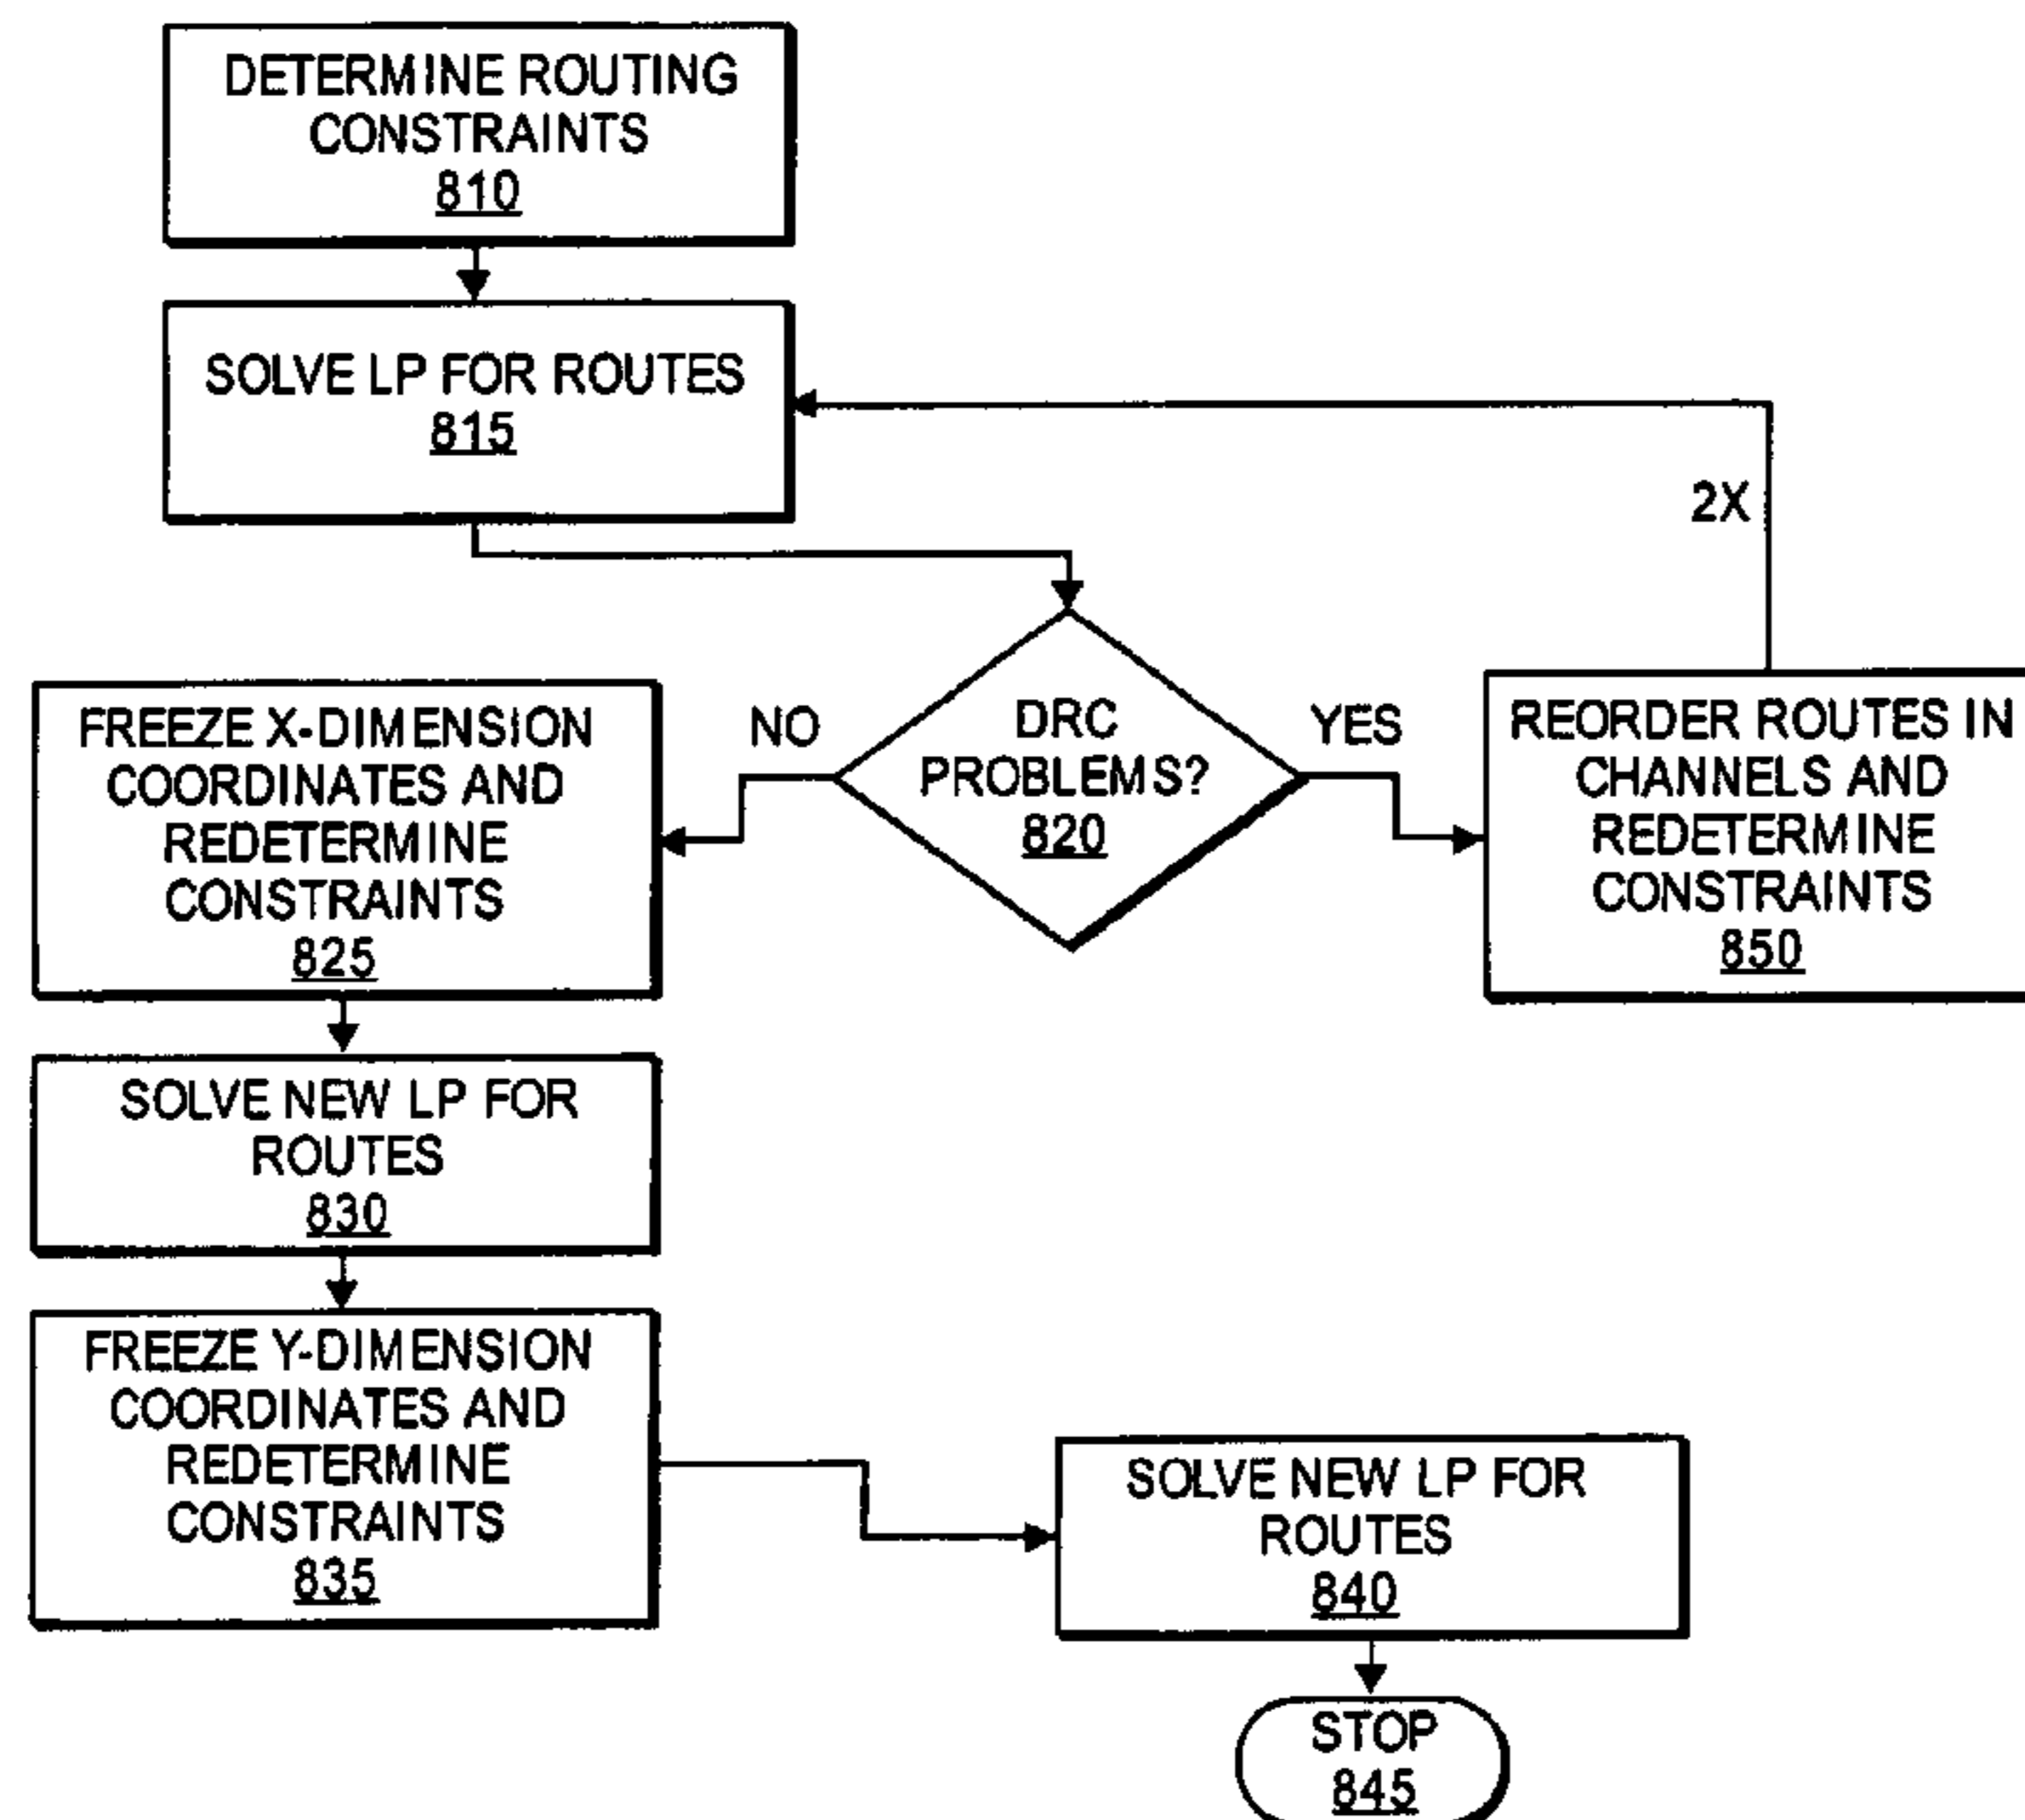 DETERMINE ROUTING
CONSTRAINTS
810
SOLVE LP FOR ROUTES
815
2X
FREEZE X-DIMENSION
COORDINATES AND
REDETERMINE
CONSTRAINTS
825
NO
DRC
PROBLEMS?
820
YES
REORDER ROUTES IN
CHANNELS AND
REDETERMINE
CONSTRAINTS
850
SOLVE NEW LP FOR
ROUTES
830
FREEZE Y-DIMENSION
COORDINATES AND
REDETERMINE
CONSTRAINTS
835
SOLVE NEW LP FOR
ROUTES
840
STOP
845